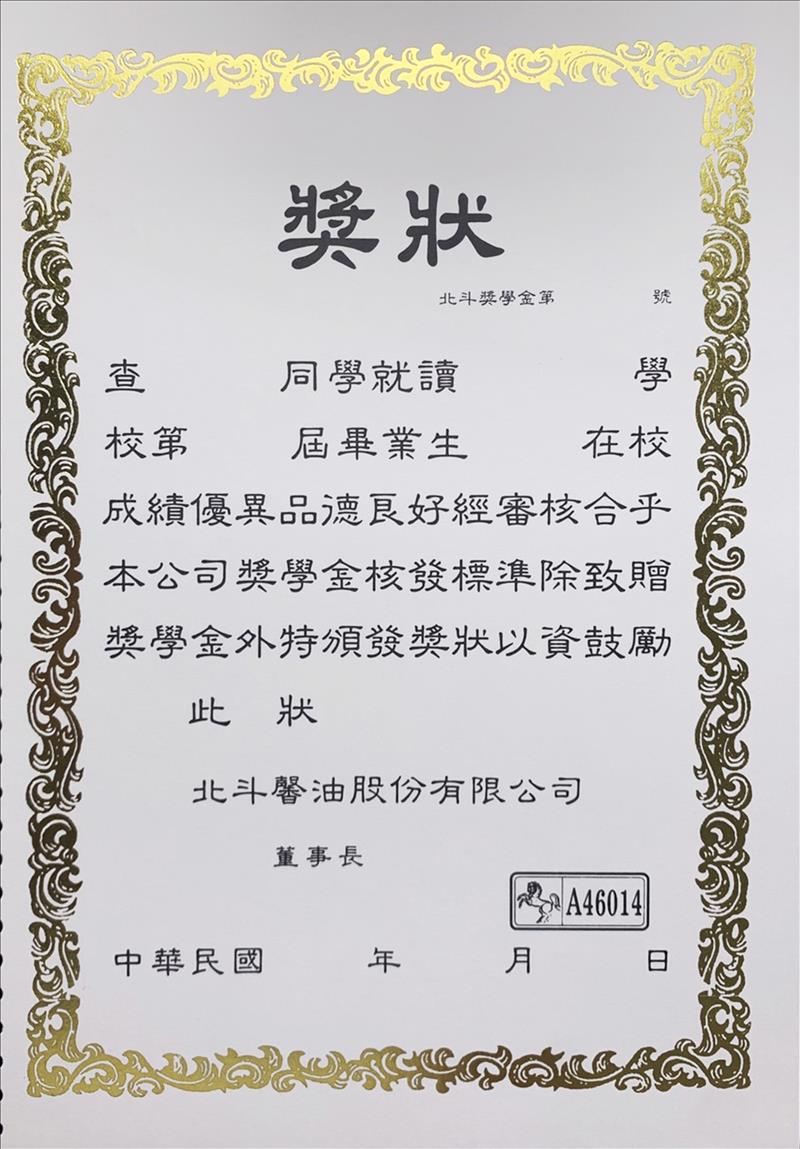 獎狀
北斗獎學金第 號
查 同學就讀 學
校第 屆畢業生 在校
成績優異品德良好經審核合乎
本公司獎學金核發標準除致贈
獎學金外特頒發獎狀以資鼓勵
此 狀
北斗馨油股份有限公司
董事長
A46014
中華民國 年 月 日